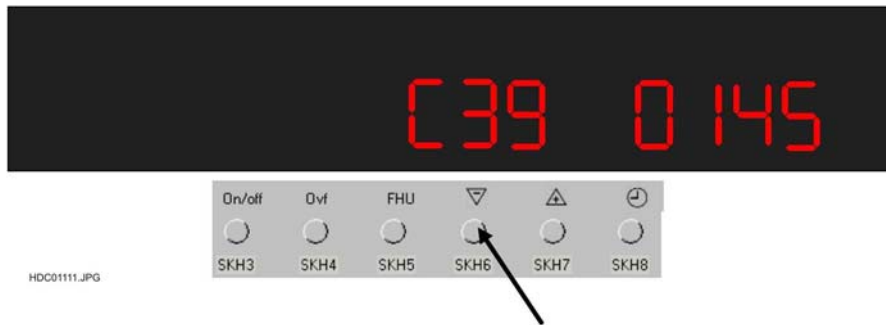 C39 0145
On/off Ovf FHU
SKH3 SKH4 SKH5 SKH6 SKH7 SKH8
HDC01111.JPG